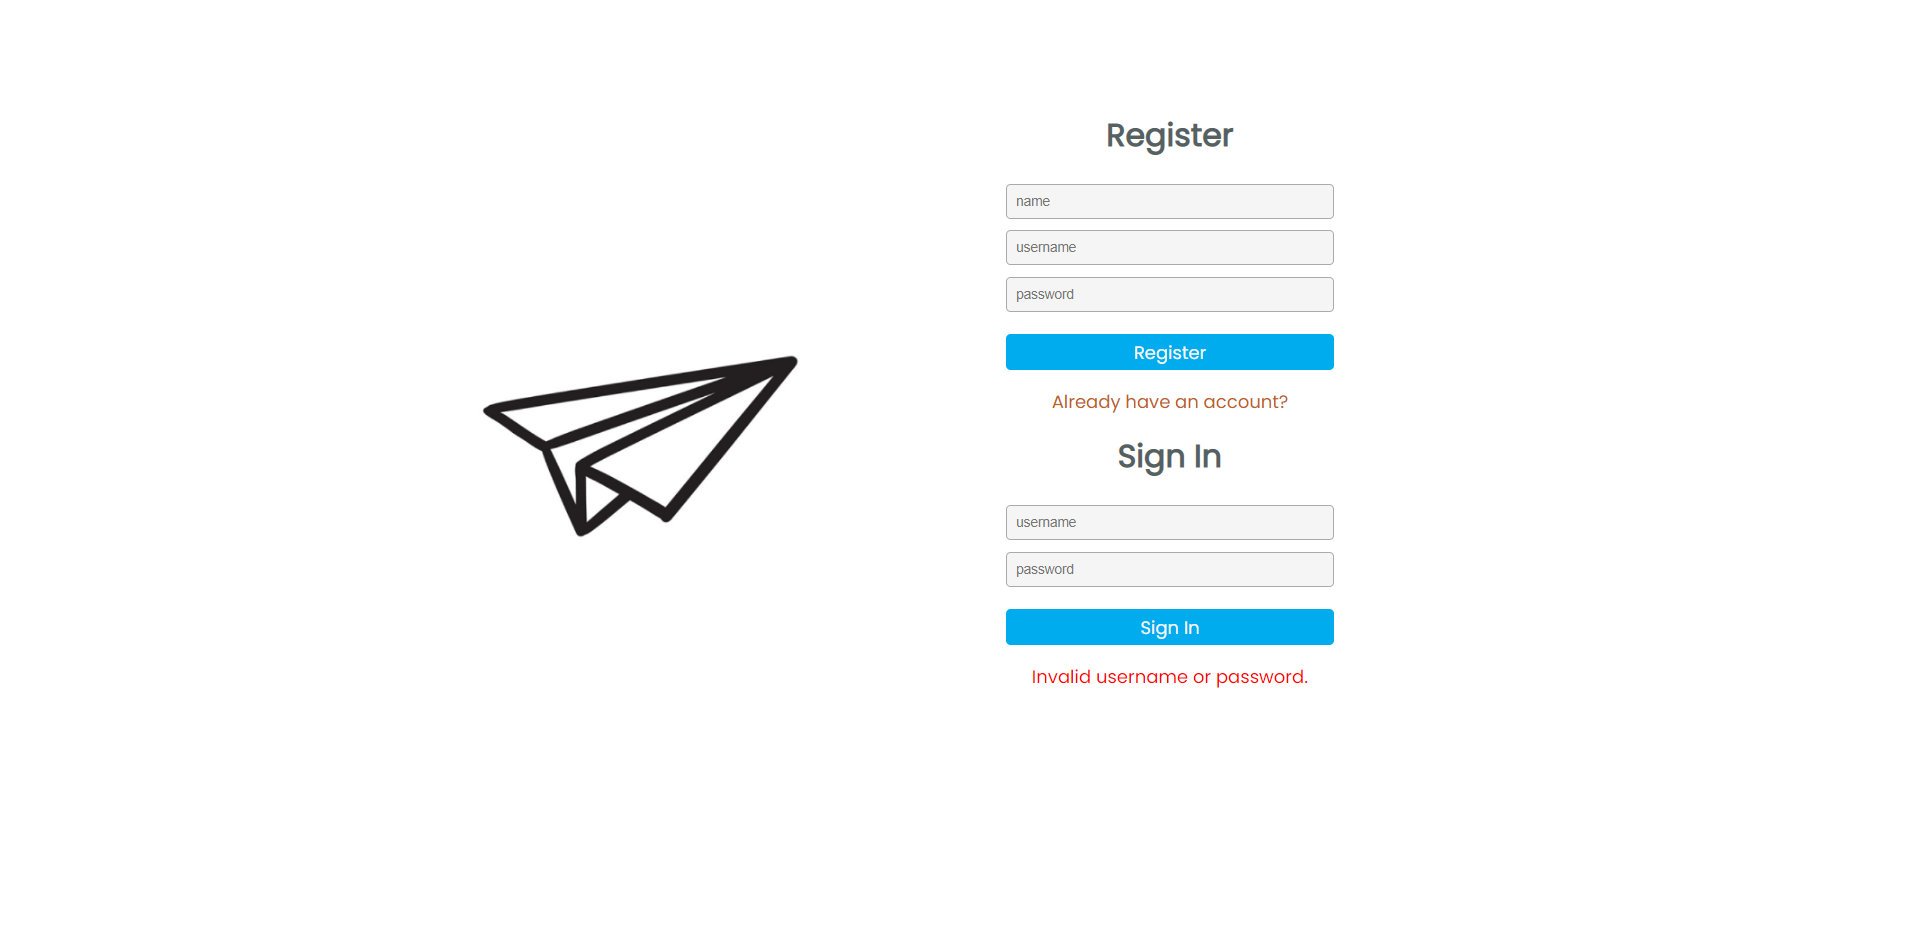 Register
name
username
password
Register
Already have an account?
Sign In
username
password
Sign In
Invalid username or password.